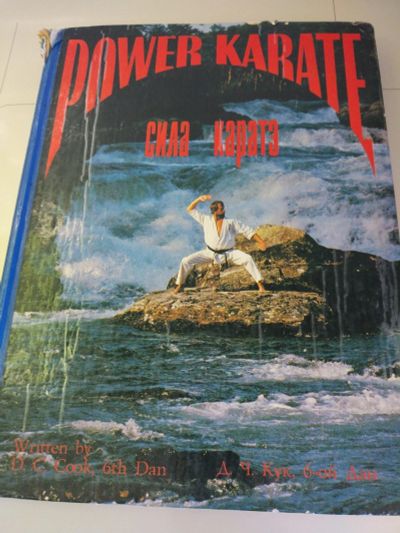 POWER KARATE
сила каратэ
Written by
D. C. Cook, 6th Dan
Д. Ч. Кук, 6-ой Дан